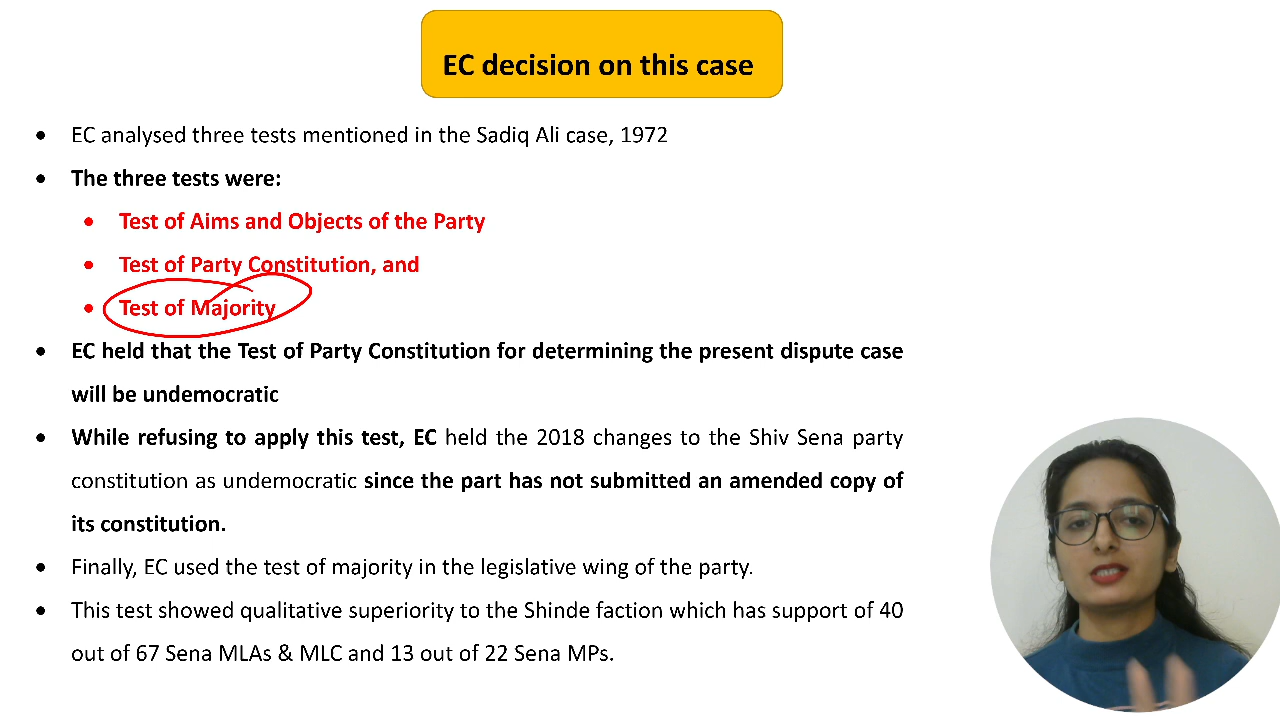 EC decision on this case
• EC analysed three tests mentioned in the Sadiq Ali case, 1972
• The three tests were:
• Test of Aims and Objects of the Party
• Test of Party Constitution, and
• Test of Majority
• EC held that the Test of Party Constitution for determining the present dispute case
will be undemocratic
• While refusing to apply this test, EC held the 2018 changes to the Shiv Sena party
constitution as undemocratic since the part has not submitted an amended copy of
its constitution.
• Finally, EC used the test of majority in the legislative wing of the party.
• This test showed qualitative superiority to the Shinde faction which has support of 40
out of 67 Sena MLAs & MLC and 13 out of 22 Sena MPs.